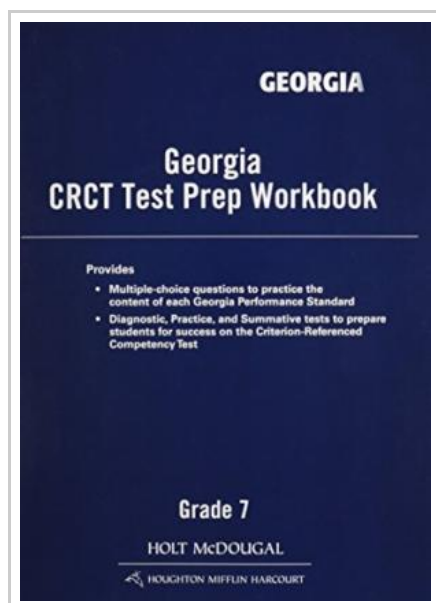 GEORGIA
Georgia
CRCT Test Prep Workbook
Provides
• Multiple-choice questions to practice the
content of each Georgia Performance Standard
• Diagnostic, Practice, and Summative tests to prepare
students for success on the Criterion-Referenced
Competency Test
Grade 7
HOLT McDOUGAL
HOUGHTON MIFFLIN HARCOURT